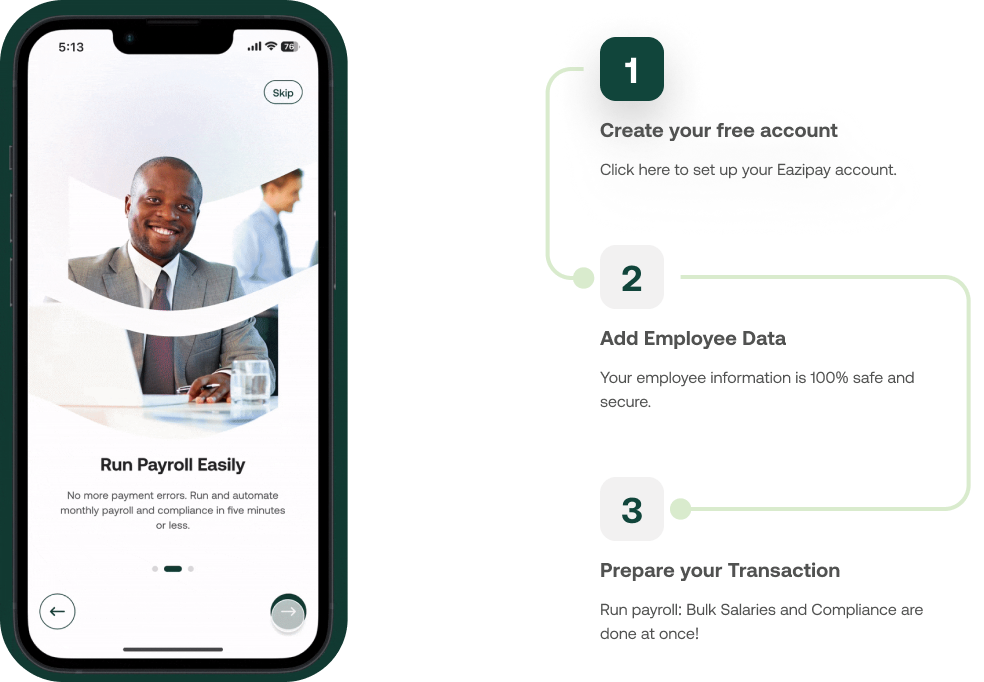 5:13
76
Skip
Run Payroll Easily
No more payment errors. Run and automate
monthly payroll and compliance in five minutes
or less.
1
Create your free account
Click here to set up your Eazipay account.
2
Add Employee Data
Your employee information is 100% safe and
secure.
3
Prepare your Transaction
Run payroll: Bulk Salaries and Compliance are
done at once!